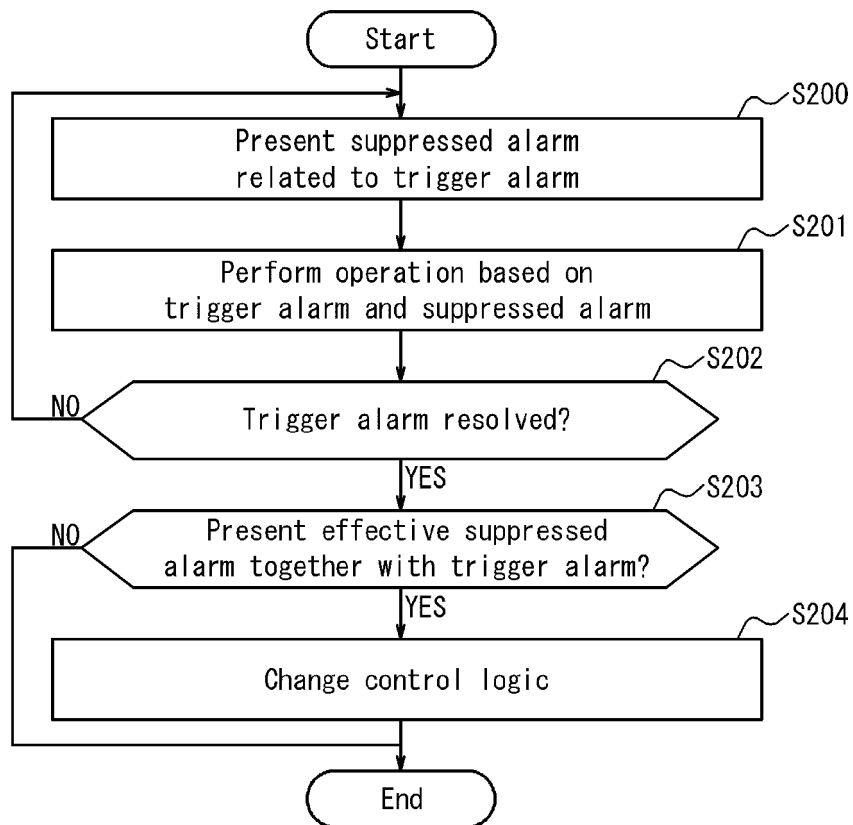 Start
S200
Present suppressed alarm
related to trigger alarm
S201
Perform operation based on
trigger alarm and suppressed alarm
S202
NO
Trigger alarm resolved?
YES
S203
NO
Present effective suppressed
alarm together with trigger alarm?
YES
S204
Change control logic
End